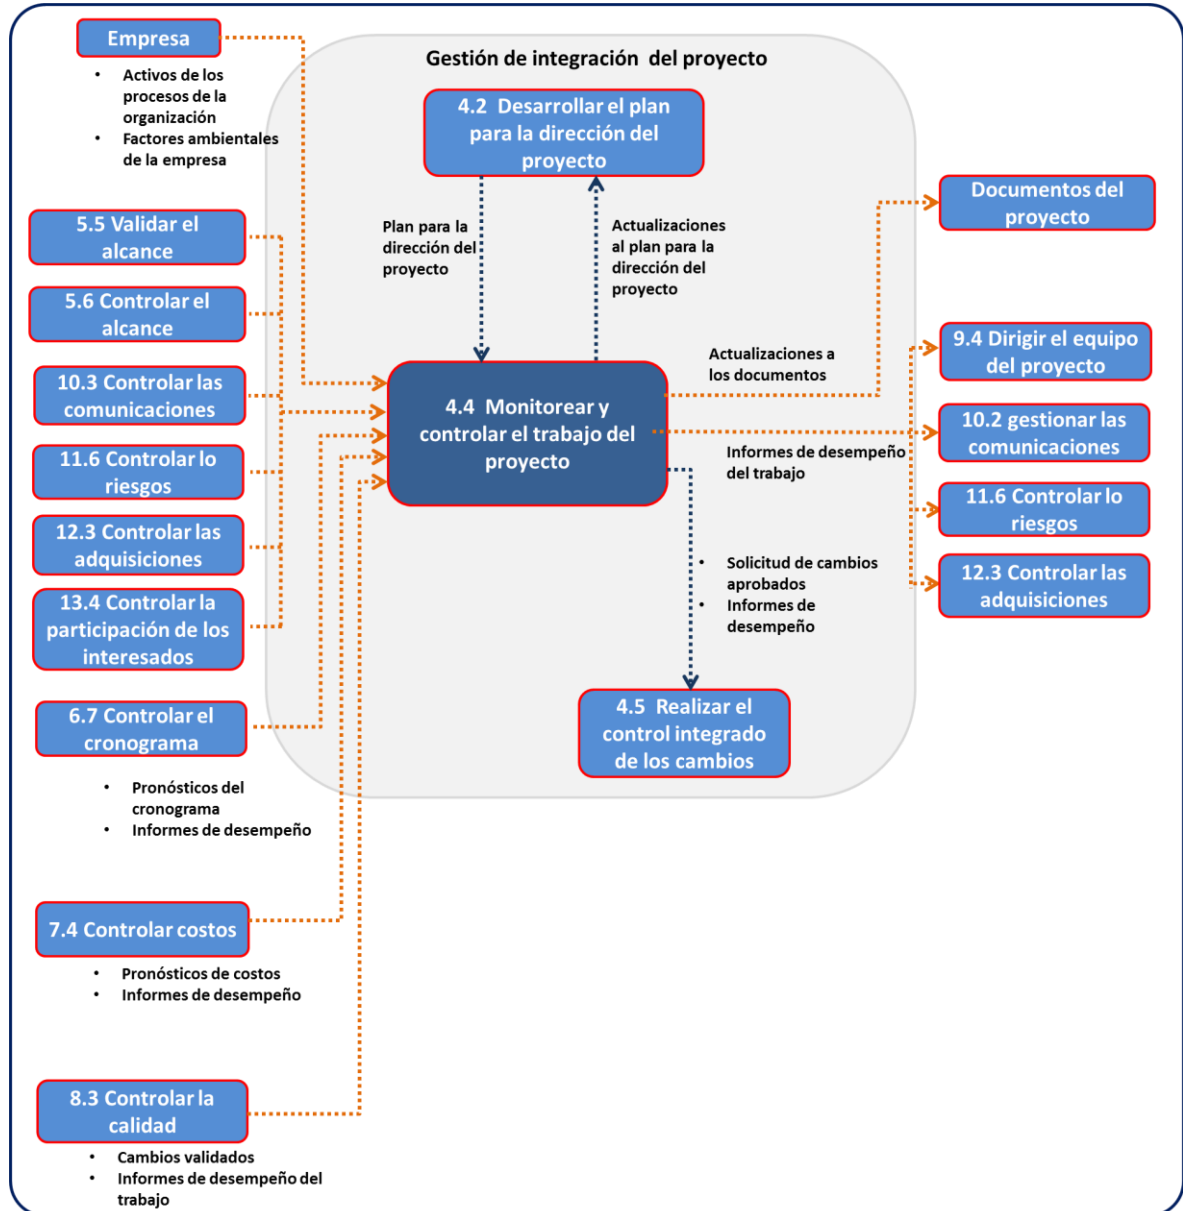 Empresa
• Activos de los
procesos de la
organización
• Factores ambientales
de la empresa
Gestión de integración del proyecto
4.2 Desarrollar el plan
para la dirección del
proyecto
Plan para la
dirección del
proyecto
Actualizaciones
al plan para la
dirección del
proyecto
5.5 Validar el
alcance
5.6 Controlar el
alcance
10.3 Controlar las
comunicaciones
11.6 Controlar lo
riesgos
12.3 Controlar las
adquisiciones
13.4 Controlar la
participación de los
interesados
6.7 Controlar el
cronograma
• Pronósticos del
cronograma
• Informes de desempeño
7.4 Controlar costos
• Pronósticos de costos
• Informes de desempeño
8.3 Controlar la
calidad
• Cambios validados
• Informes de desempeño del
trabajo
4.4 Monitorear y
controlar el trabajo del
proyecto
Actualizaciones a
los documentos
Informes de desempeño
del trabajo
• Solicitud de cambios
aprobados
• Informes de
desempeño
4.5 Realizar el
control integrado
de los cambios
Documentos del
proyecto
9.4 Dirigir el equipo
del proyecto
10.2 gestionar las
comunicaciones
11.6 Controlar lo
riesgos
12.3 Controlar las
adquisiciones